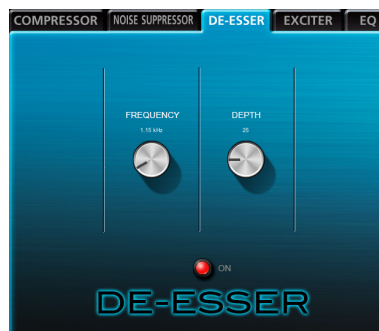 COMPRESSOR NOISE SUPPRESSOR DE-ESSER EXCITER EQ
FREQUENCY DEPTH
1.15 kHz 25
ON
DE-ESSER